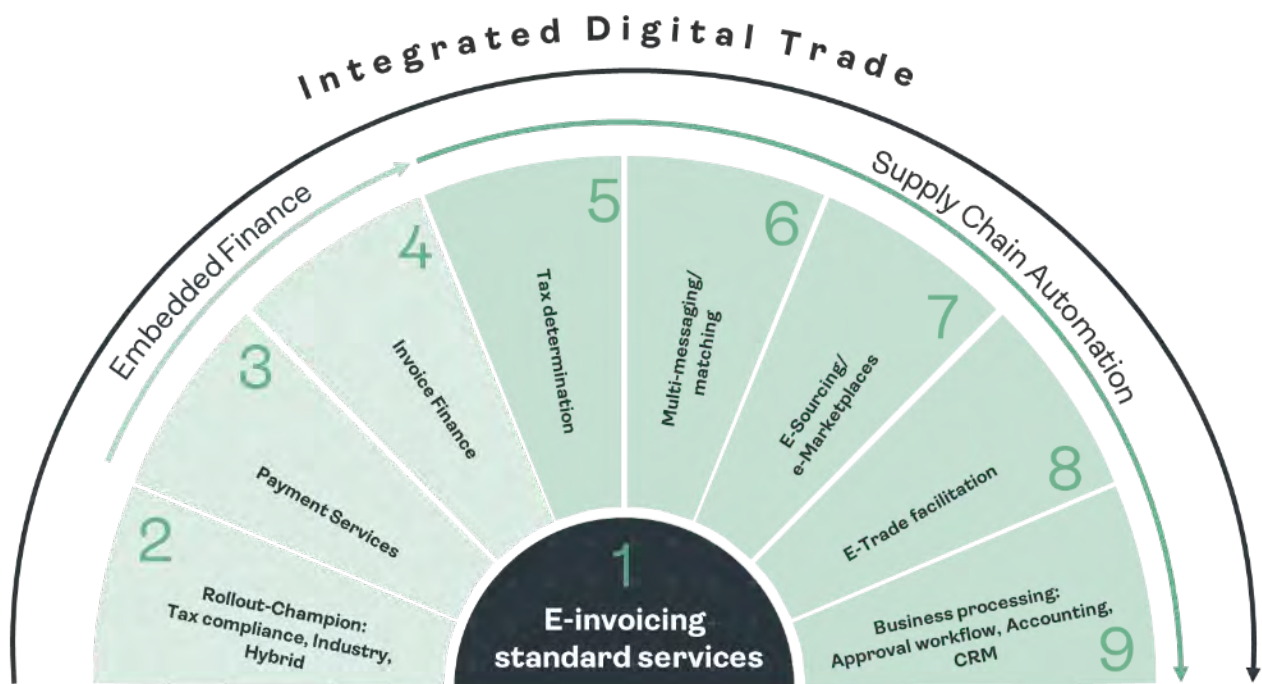 Integrated Digital Trade
Embedded Finance
Supply Chain Automation
1
E-invoicing
standard services
2
Rollout-Champion:
Tax compliance, Industry,
Hybrid
3
Payment Services
4
Invoice Finance
5
Tax determination
6
Multi-messaging/
matching
7
E-Sourcing/
e-Marketplaces
8
E-Trade facilitation
9
Business processing:
Approval workflow, Accounting,
CRM